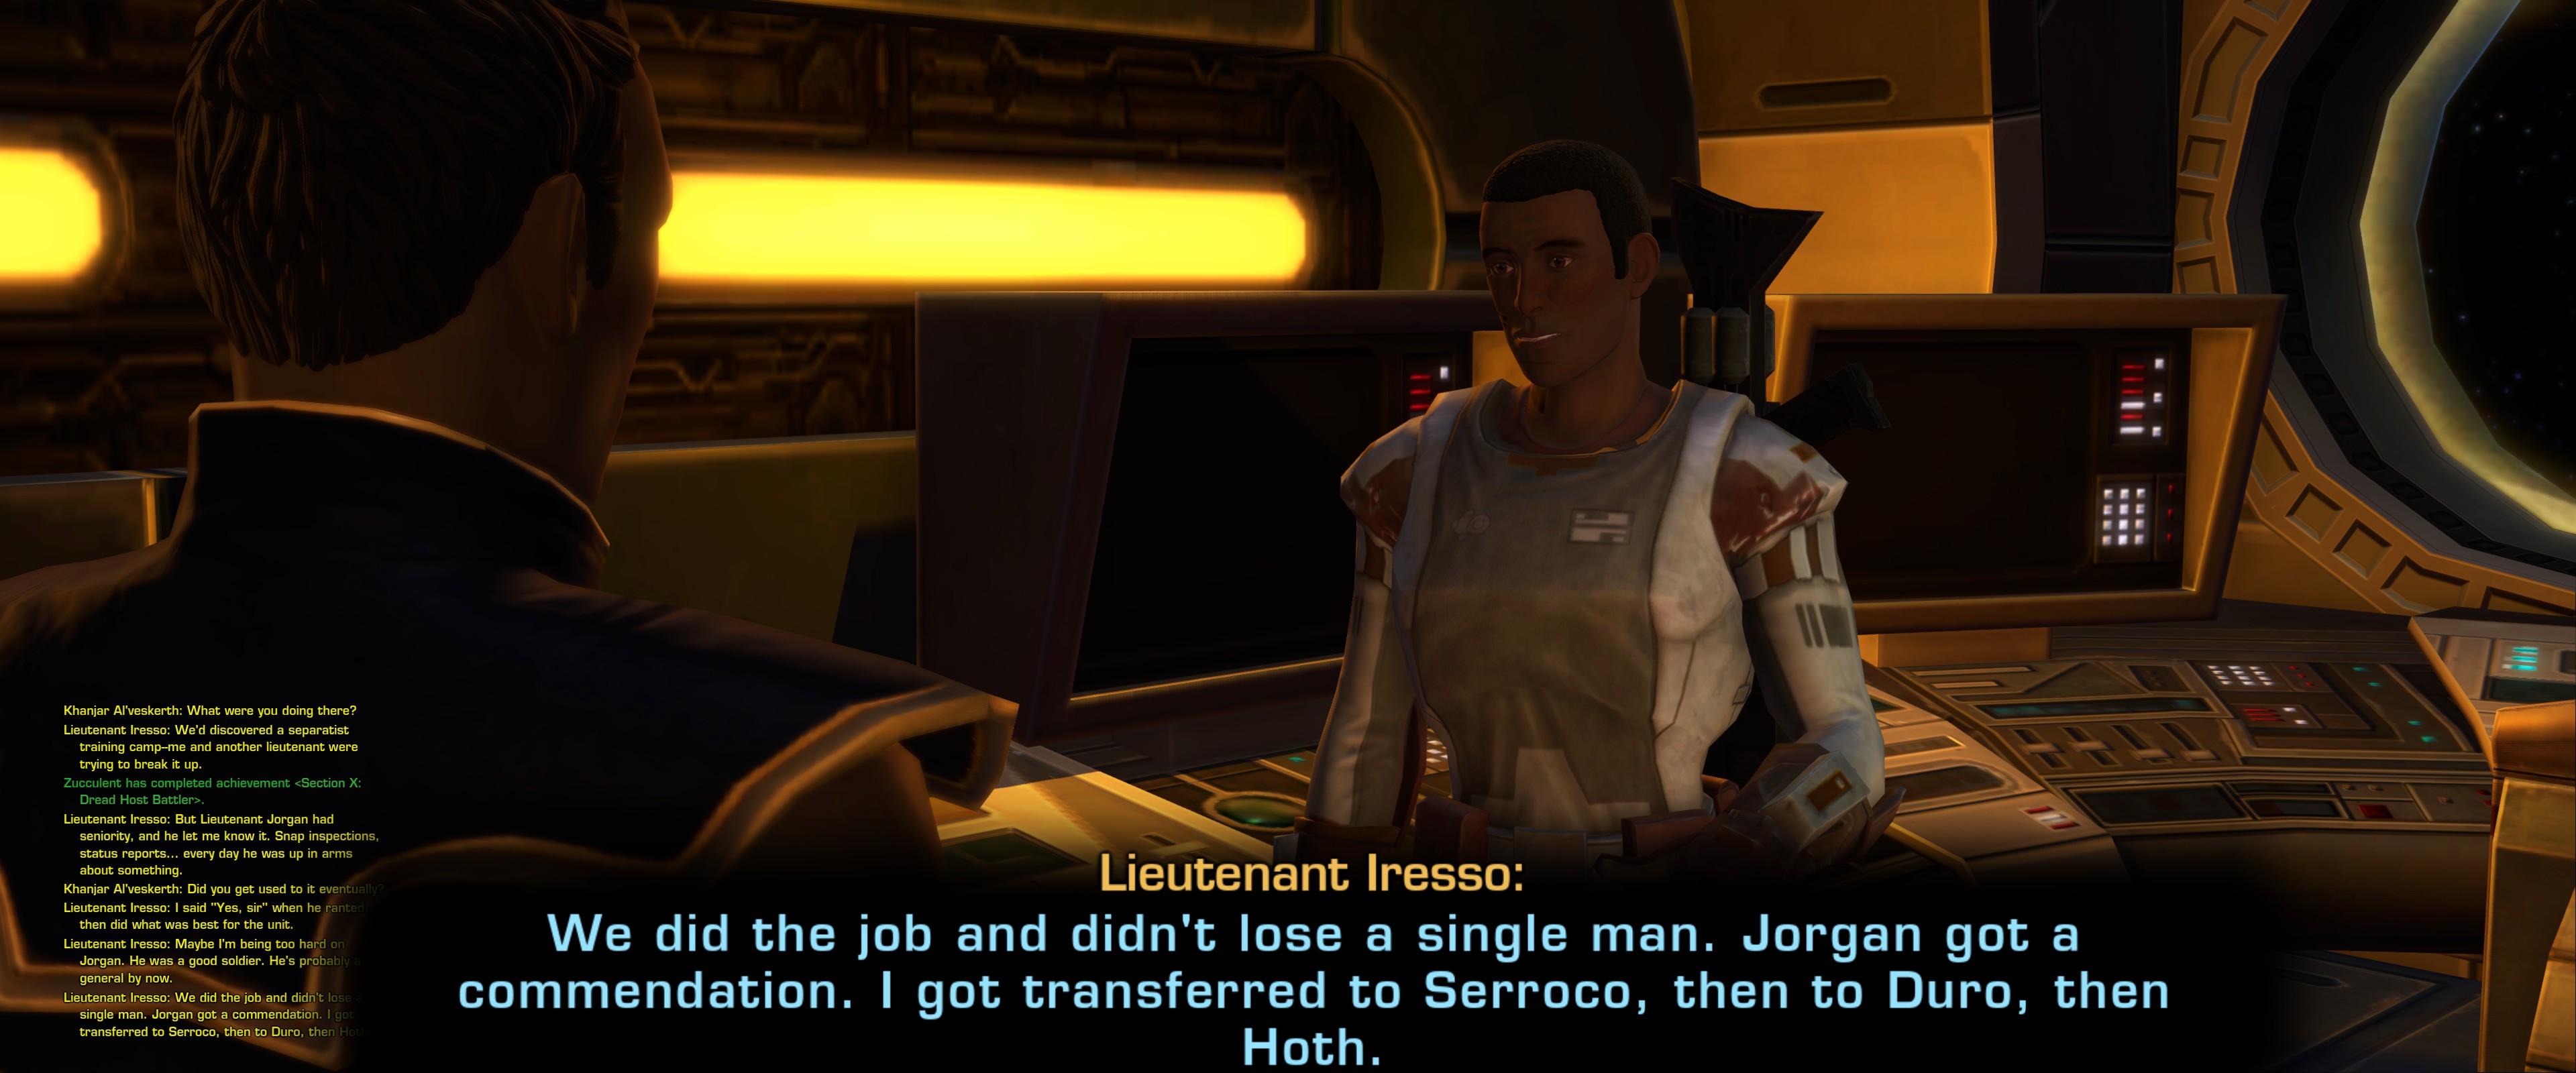 Khanjar Al'veskerth: What were you doing there?
Lieutenant Iresso: We'd discovered a separatist
training camp–me and another lieutenant were
trying to break it up.
Zucculent has completed achievement <Section X:
Dread Host Battler>.
Lieutenant Iresso: But Lieutenant Jorgan had
seniority, and he let me know it. Snap inspections,
status reports... every day he was up in arms
about something.
Khanjar Al'veskerth: Did you get used to it eventually?
Lieutenant Iresso: I said "Yes, sir" when he ranted,
then did what was best for the unit.
Lieutenant Iresso: Maybe I'm being too hard on
Jorgan. He was a good soldier. He's probably a
general by now.
Lieutenant Iresso: We did the job and didn't lose a
single man. Jorgan got a commendation. I got
transferred to Serroco, then to Duro, then Hoth.
Lieutenant Iresso:
We did the job and didn't lose a single man. Jorgan got a
commendation. I got transferred to Serroco, then to Duro, then
Hoth.